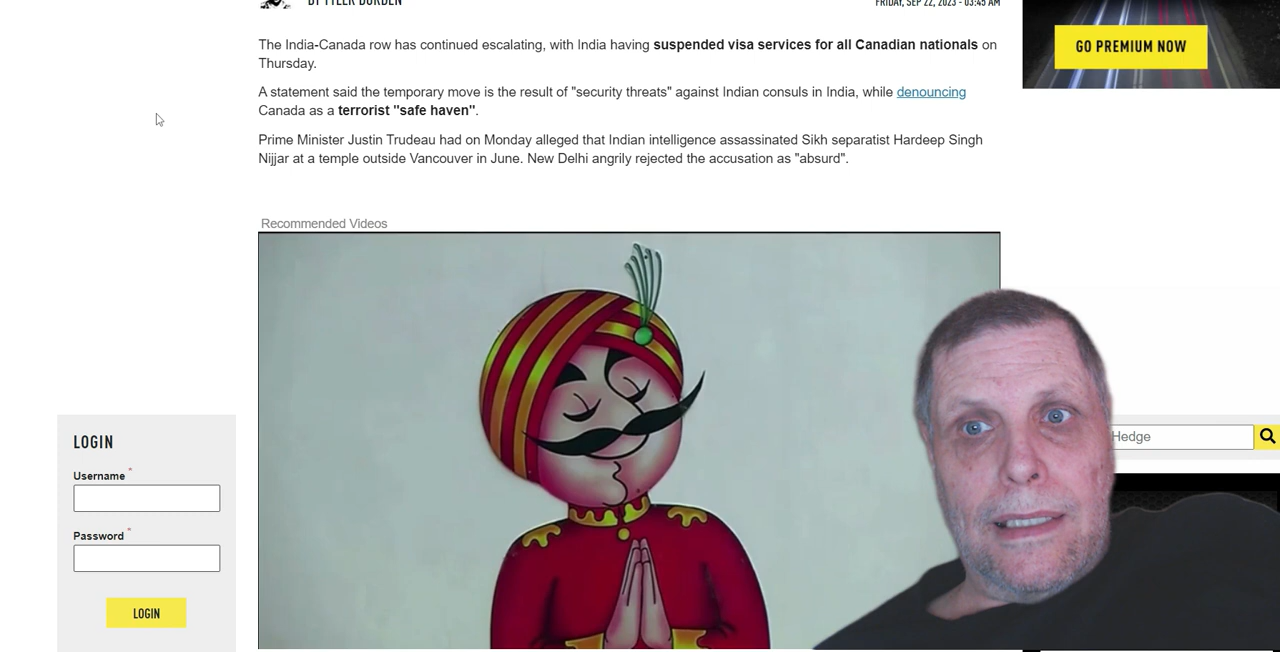 BY TYLER DURDEN
FRIDAY, SEP 22, 2023 - 03:45 AM
GO PREMIUM NOW
The India-Canada row has continued escalating, with India having suspended visa services for all Canadian nationals on
Thursday.
A statement said the temporary move is the result of "security threats" against Indian consuls in India, while denouncing
Canada as a terrorist "safe haven".
Prime Minister Justin Trudeau had on Monday alleged that Indian intelligence assassinated Sikh separatist Hardeep Singh
Nijjar at a temple outside Vancouver in June. New Delhi angrily rejected the accusation as "absurd".
Recommended Videos
LOGIN
Username *
Password *
LOGIN
Hedge